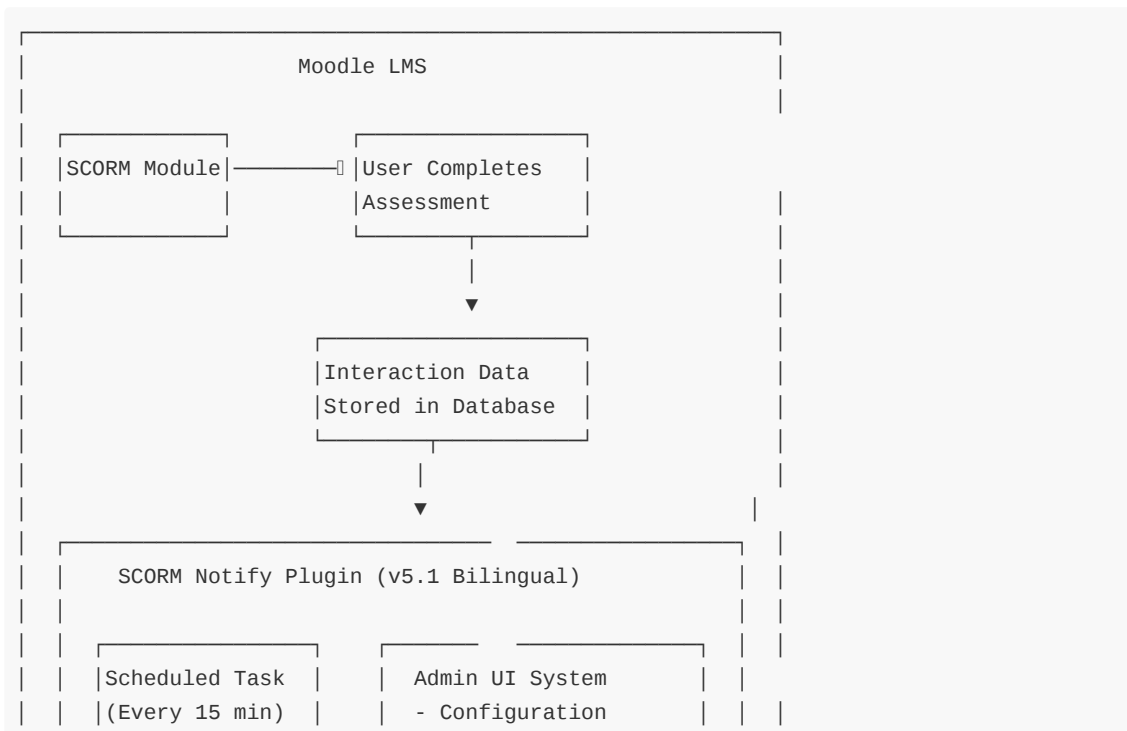 Moodle LMS
SCORM Module
User Completes
Assessment
Interaction Data
Stored in Database
SCORM Notify Plugin (v5.1 Bilingual)
Scheduled Task Admin UI System
(Every 15 min) - Configuration